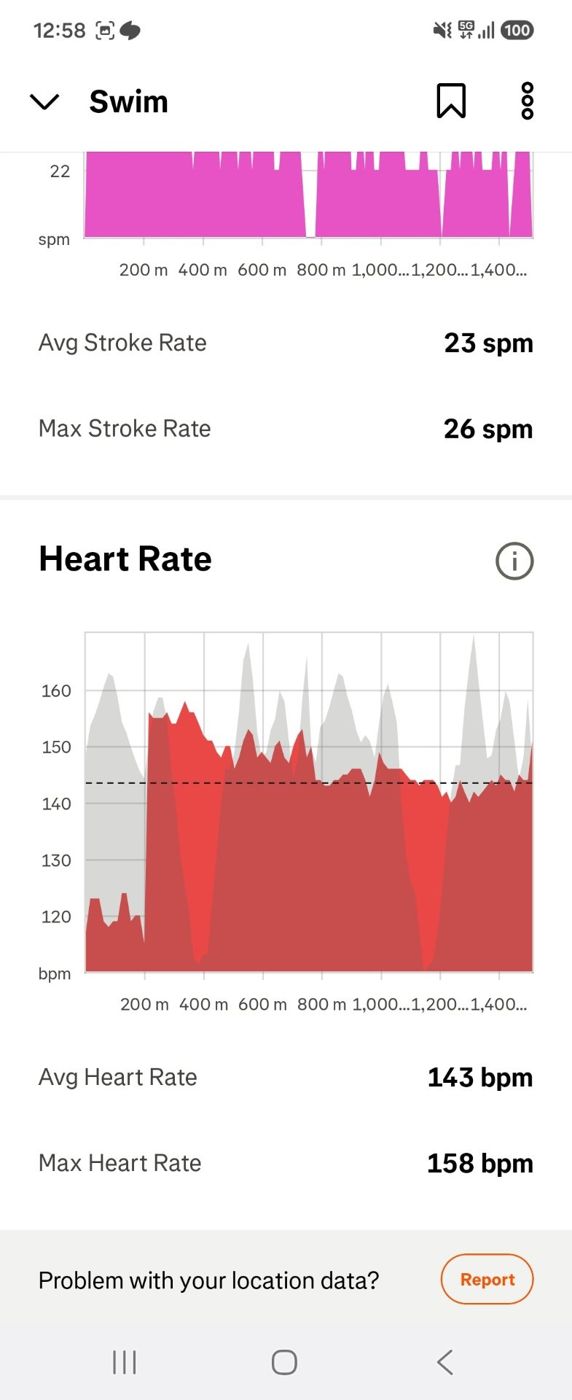 12:58 5G 100
Swim
22
spm
200 m 400 m 600 m 800 m 1,000... 1,200... 1,400...
Avg Stroke Rate 23 spm
Max Stroke Rate 26 spm
Heart Rate
160
150
140
130
120
bpm
200 m 400 m 600 m 800 m 1,000... 1,200... 1,400...
Avg Heart Rate 143 bpm
Max Heart Rate 158 bpm
Problem with your location data? Report